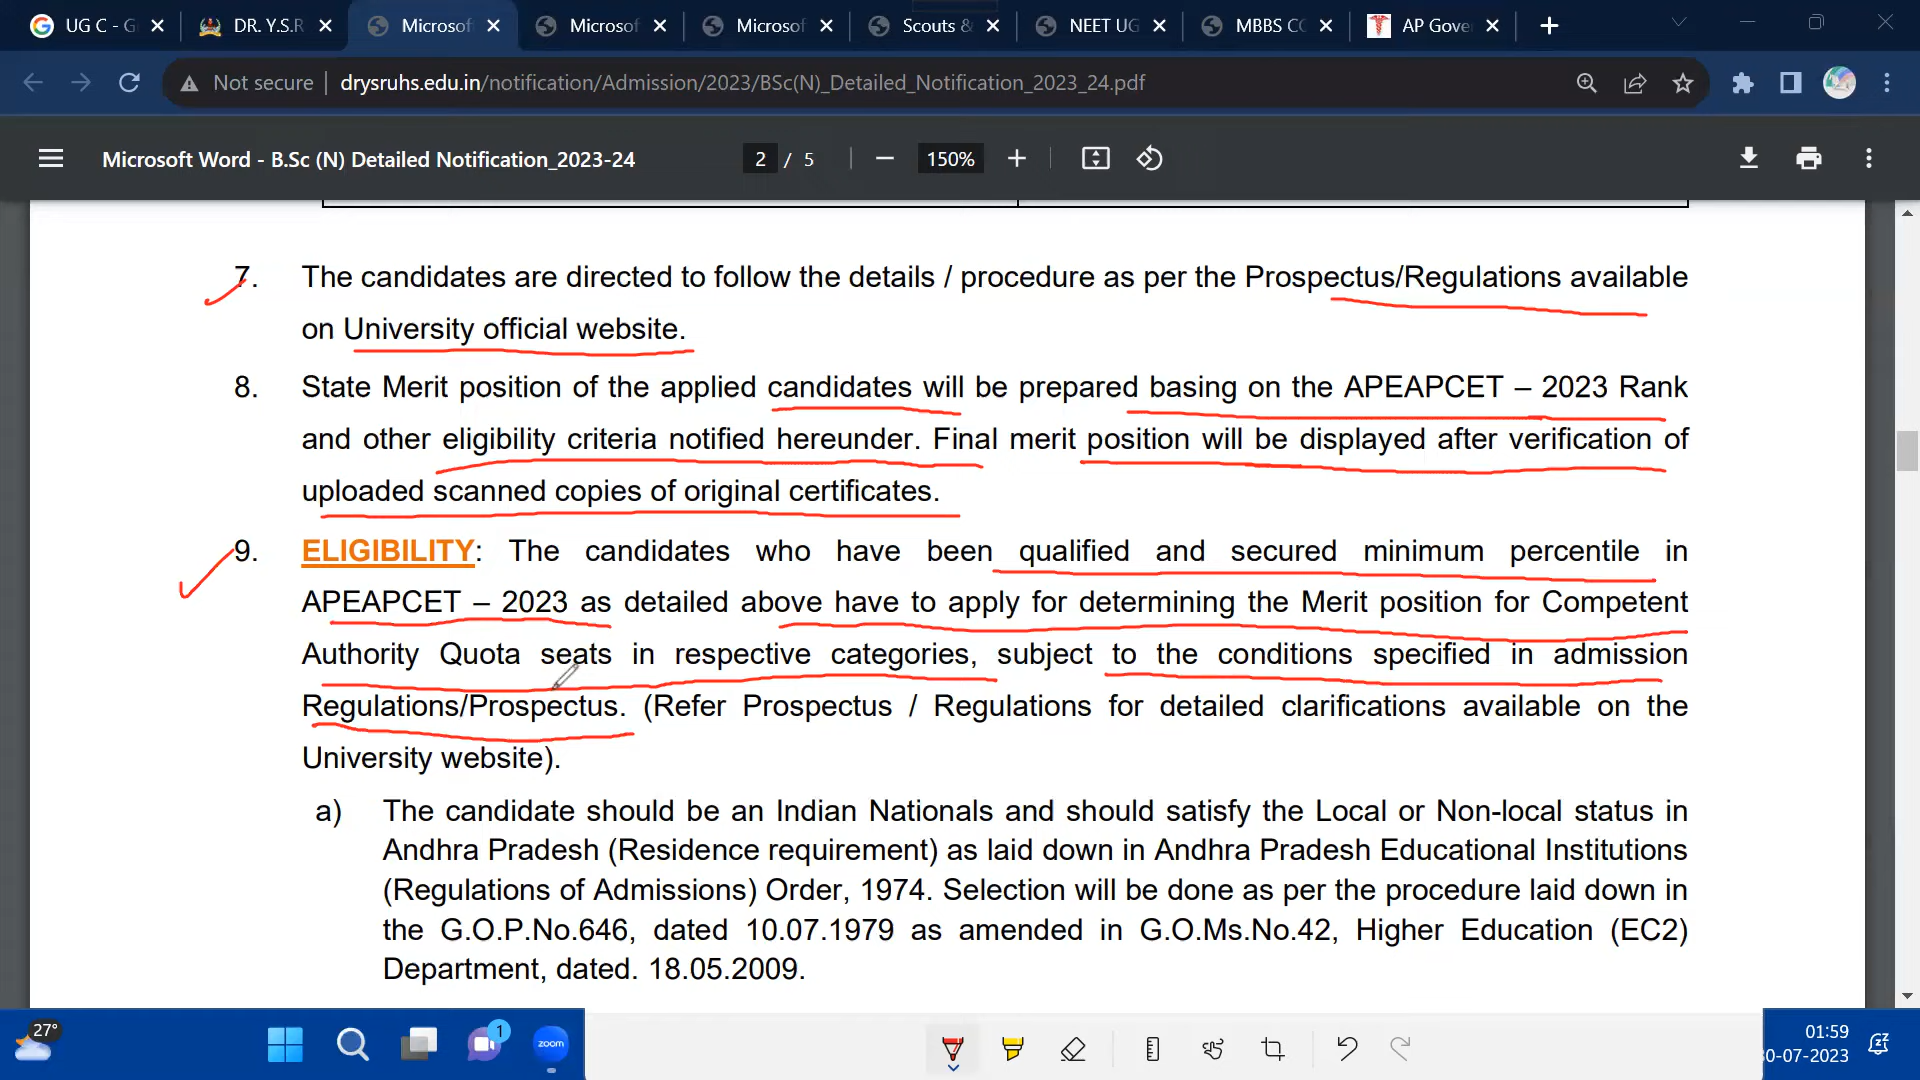 UG C - G
DR. Y.S.R
Microsof
Microsof
Microsof
Scouts &
NEET UG
MBBS CC
AP Gove
Not secure
drysruhs.edu.in/notification/Admission/2023/BSc(N)_Detailed_Notification_2023_24.pdf
Microsoft Word - B.Sc (N) Detailed Notification_2023-24
2 / 5
150%
7. The candidates are directed to follow the details / procedure as per the Prospectus/Regulations available
on University official website.
8. State Merit position of the applied candidates will be prepared basing on the APEAPCET – 2023 Rank
and other eligibility criteria notified hereunder. Final merit position will be displayed after verification of
uploaded scanned copies of original certificates.
9. ELIGIBILITY: The candidates who have been qualified and secured minimum percentile in
APEAPCET – 2023 as detailed above have to apply for determining the Merit position for Competent
Authority Quota seats in respective categories, subject to the conditions specified in admission
Regulations/Prospectus. (Refer Prospectus / Regulations for detailed clarifications available on the
University website).
a) The candidate should be an Indian Nationals and should satisfy the Local or Non-local status in
Andhra Pradesh (Residence requirement) as laid down in Andhra Pradesh Educational Institutions
(Regulations of Admissions) Order, 1974. Selection will be done as per the procedure laid down in
the G.O.P.No.646, dated 10.07.1979 as amended in G.O.Ms.No.42, Higher Education (EC2)
Department, dated. 18.05.2009.
27°
1
zoom
01:59
30-07-2023